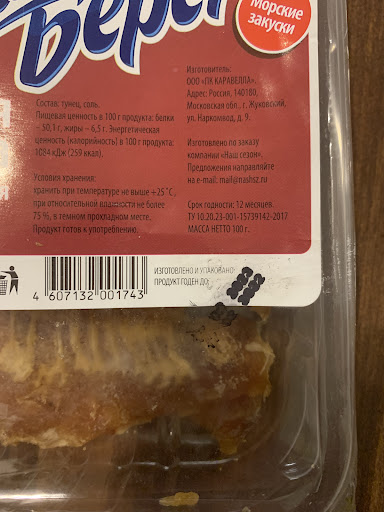 Берег
Морские
закуски
Состав: тунец, соль.
Пищевая ценность в 100 г продукта: белки
– 50,1 г, жиры – 6,5 г. Энергетическая
ценность (калорийность) в 100 г продукта:
1084 кДж (259 ккал).
Условия хранения:
хранить при температуре не выше +25 °С,
при относительной влажности не более
75 %, в темном прохладном месте.
Продукт готов к употреблению.
Изготовитель:
ООО «ПК КАРАВЕЛЛА».
Адрес: Россия, 140180,
Московская обл., г. Жуковский,
ул. Наркомвод, д. 9.
Изготовлено по заказу
компании «Наш сезон».
Предложения направляйте
на e-mail: mail@nashsz.ru
Срок годности: 12 месяцев.
ТУ 10.20.23-001-15739142-2017
МАССА НЕТТО 100 г.
4 607132 001743
ИЗГОТОВЛЕНО И УПАКОВАНО:
ПРОДУКТ ГОДЕН ДО: